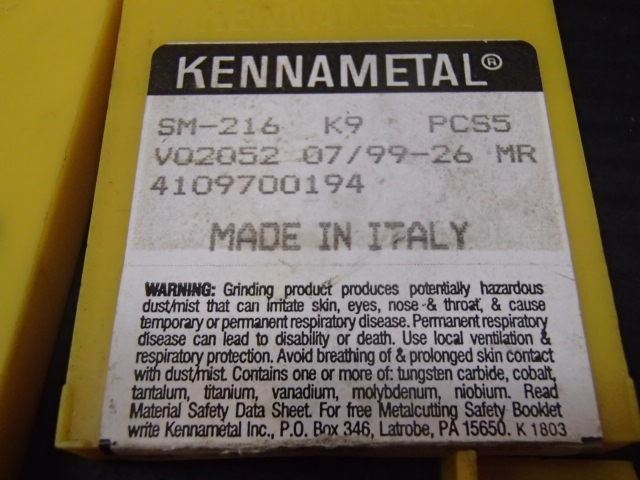 KENNAMETAL
KENNAMETAL®
SM-216 K9 PCS5
V02052 07/99-26 MR
4109700194
MADE IN ITALY
WARNING: Grinding product produces potentially hazardous
dust/mist that can irritate skin, eyes, nose & throat, & cause
temporary or permanent respiratory disease. Permanent respiratory
disease can lead to disability or death. Use local ventilation &
respiratory protection. Avoid breathing of & prolonged skin contact
with dust/mist. Contains one or more of: tungsten carbide, cobalt,
tantalum, titanium, vanadium, molybdenum, niobium. Read
Material Safety Data Sheet. For free Metalcutting Safety Booklet
write Kennametal Inc., P.O. Box 346, Latrobe, PA 15650. K 1803